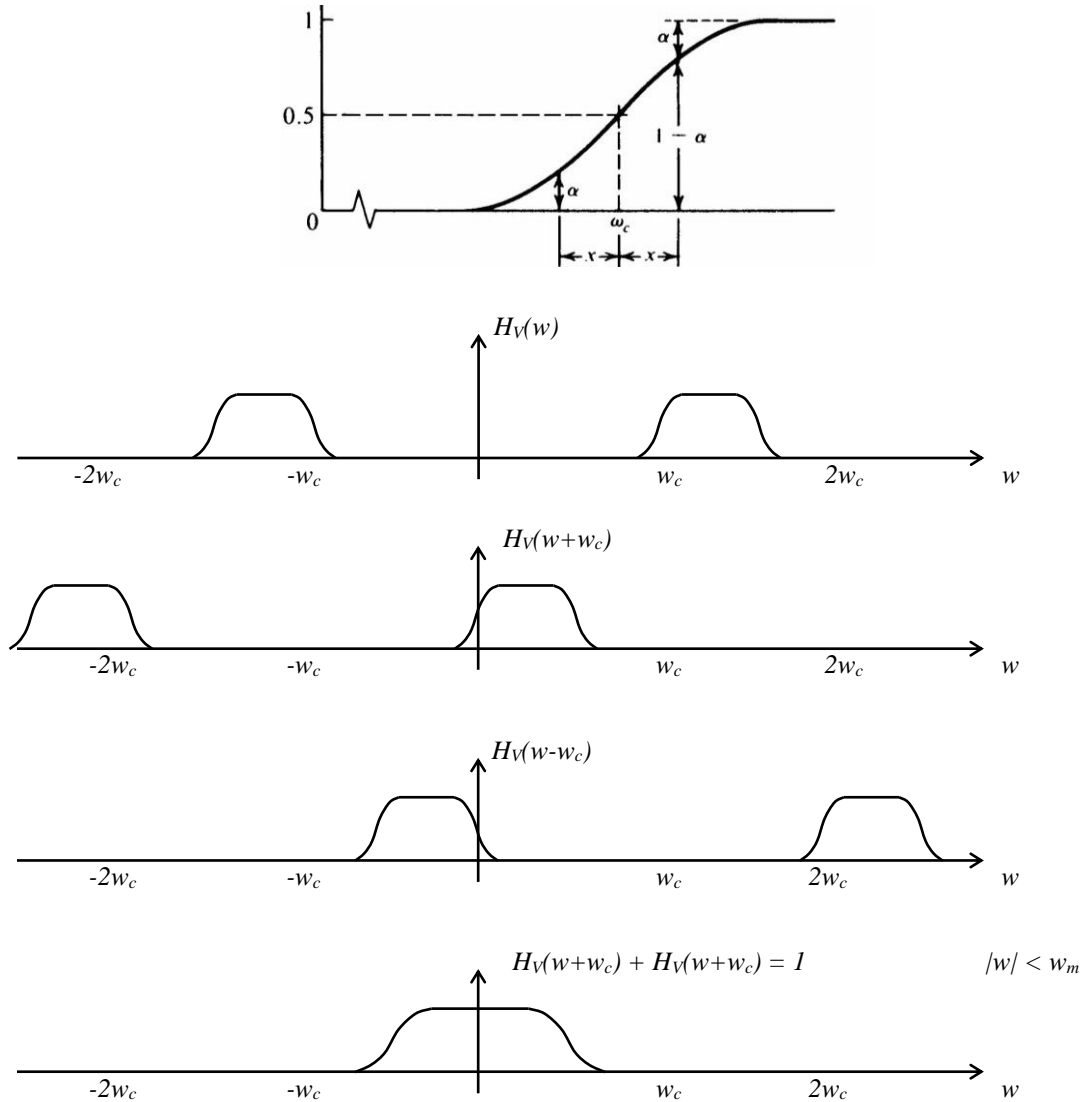 1
α
0.5
1 − α
α
0
ω_c
x x
H_V(w)
-2w_c -w_c w_c 2w_c w
H_V(w+w_c)
-2w_c -w_c w_c 2w_c w
H_V(w-w_c)
-2w_c -w_c w_c 2w_c w
H_V(w+w_c) + H_V(w+w_c) = 1 |w| < w_m
-2w_c -w_c w_c 2w_c w